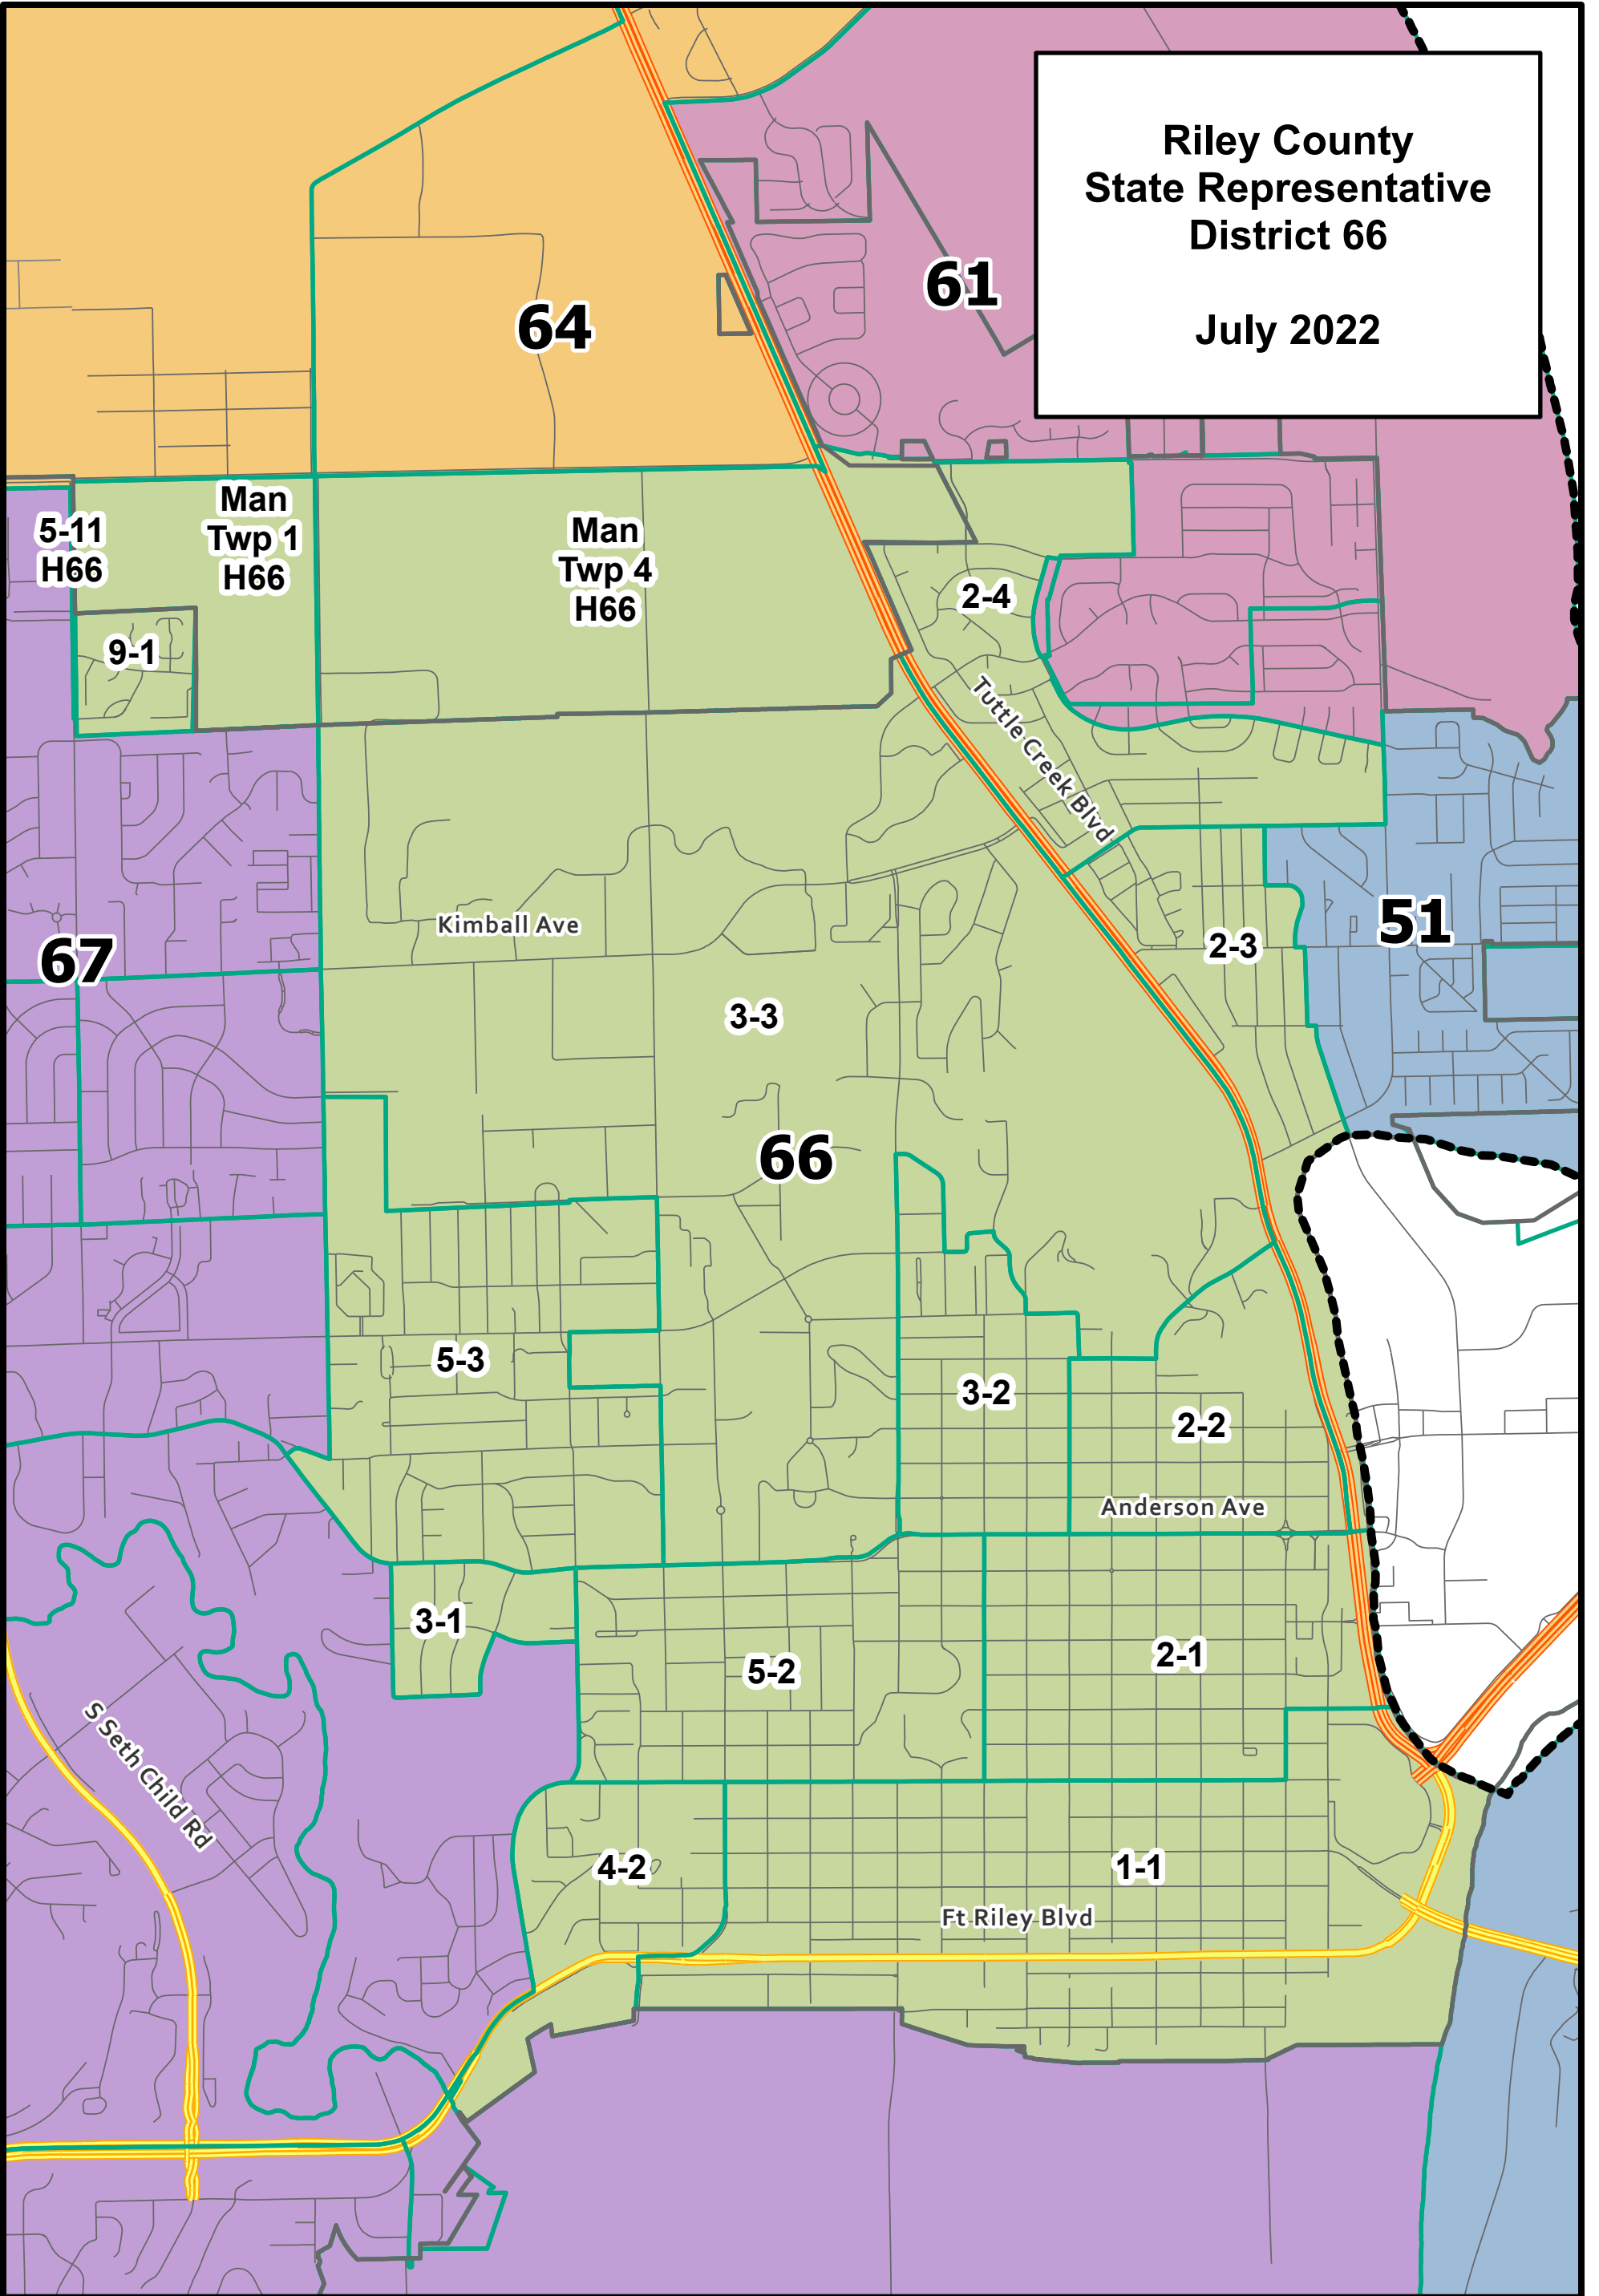 Riley County
State Representative
District 66
July 2022
61
64
Man
Twp 1
H66
5-11
H66
Man
Twp 4
H66
2-4
9-1
Tuttle Creek Blvd
Kimball Ave
51
2-3
67
3-3
66
5-3
3-2
2-2
Anderson Ave
3-1
2-1
5-2
S Seth Child Rd
4-2
1-1
Ft Riley Blvd